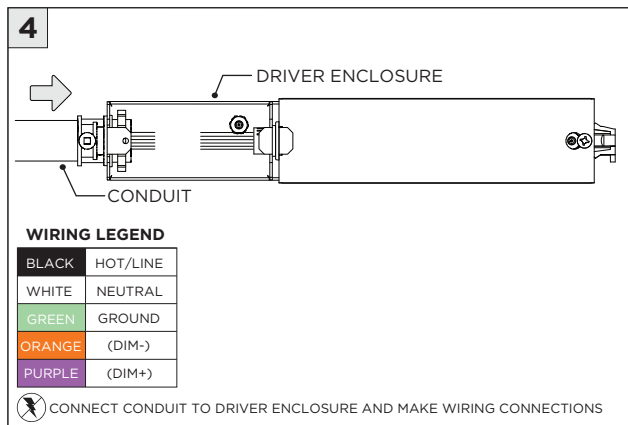 4
DRIVER ENCLOSURE
CONDUIT
WIRING LEGEND
BLACK HOT/LINE
WHITE NEUTRAL
GREEN GROUND
ORANGE (DIM-)
PURPLE (DIM+)
CONNECT CONDUIT TO DRIVER ENCLOSURE AND MAKE WIRING CONNECTIONS